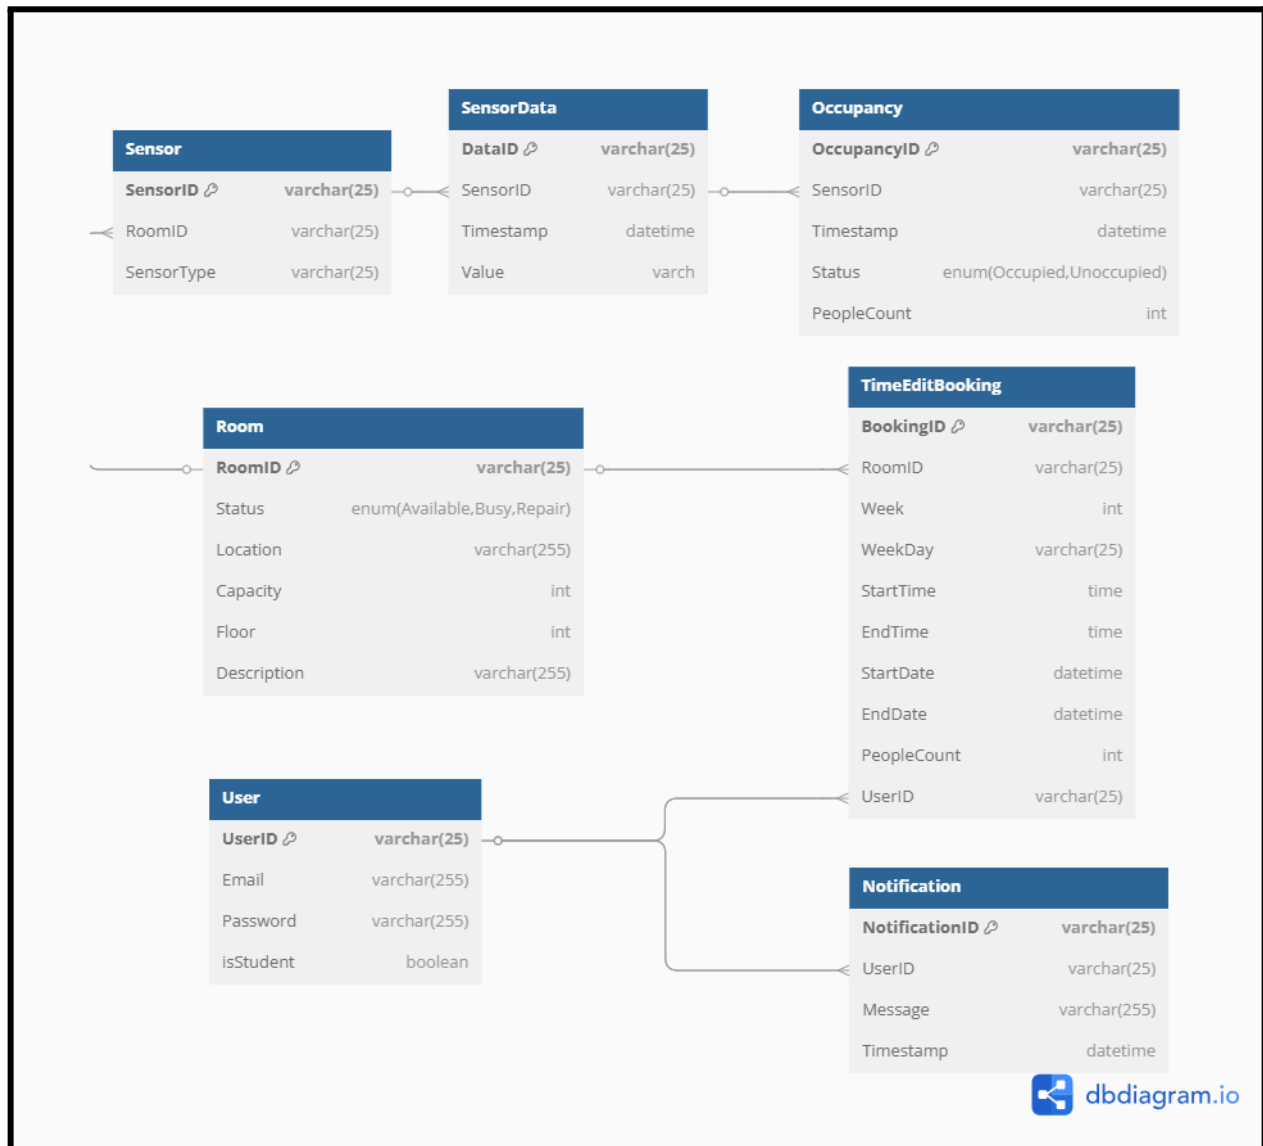 Sensor
SensorID varchar(25)
RoomID varchar(25)
SensorType varchar(25)
SensorData
DataID varchar(25)
SensorID varchar(25)
Timestamp datetime
Value varch
Occupancy
OccupancyID varchar(25)
SensorID varchar(25)
Timestamp datetime
Status enum(Occupied,Unoccupied)
PeopleCount int
Room
RoomID varchar(25)
Status enum(Available,Busy,Repair)
Location varchar(255)
Capacity int
Floor int
Description varchar(255)
TimeEditBooking
BookingID varchar(25)
RoomID varchar(25)
Week int
WeekDay varchar(25)
StartTime time
EndTime time
StartDate datetime
EndDate datetime
PeopleCount int
UserID varchar(25)
User
UserID varchar(25)
Email varchar(255)
Password varchar(255)
isStudent boolean
Notification
NotificationID varchar(25)
UserID varchar(25)
Message varchar(255)
Timestamp datetime
dbdiagram.io